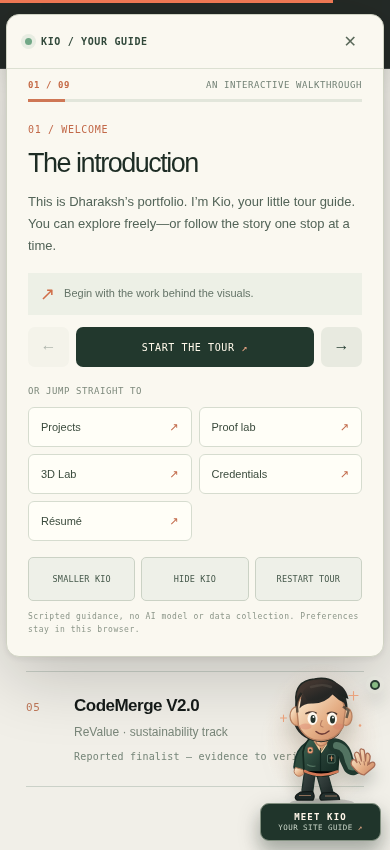 KIO / YOUR GUIDE ✕
01 / 09 AN INTERACTIVE WALKTHROUGH
01 / WELCOME
The introduction
This is Dharaksh's portfolio. I'm Kio, your little tour guide.
You can explore freely—or follow the story one stop at a
time.
↗ Begin with the work behind the visuals.
← START THE TOUR ↗ →
OR JUMP STRAIGHT TO
Projects ↗ Proof lab ↗
3D Lab ↗ Credentials ↗
Résumé ↗
SMALLER KIO HIDE KIO RESTART TOUR
Scripted guidance, no AI model or data collection. Preferences
stay in this browser.
05 CodeMerge V2.0
ReValue · sustainability track
Reported finalist — evidence to
MEET KIO
YOUR SITE GUIDE ↗